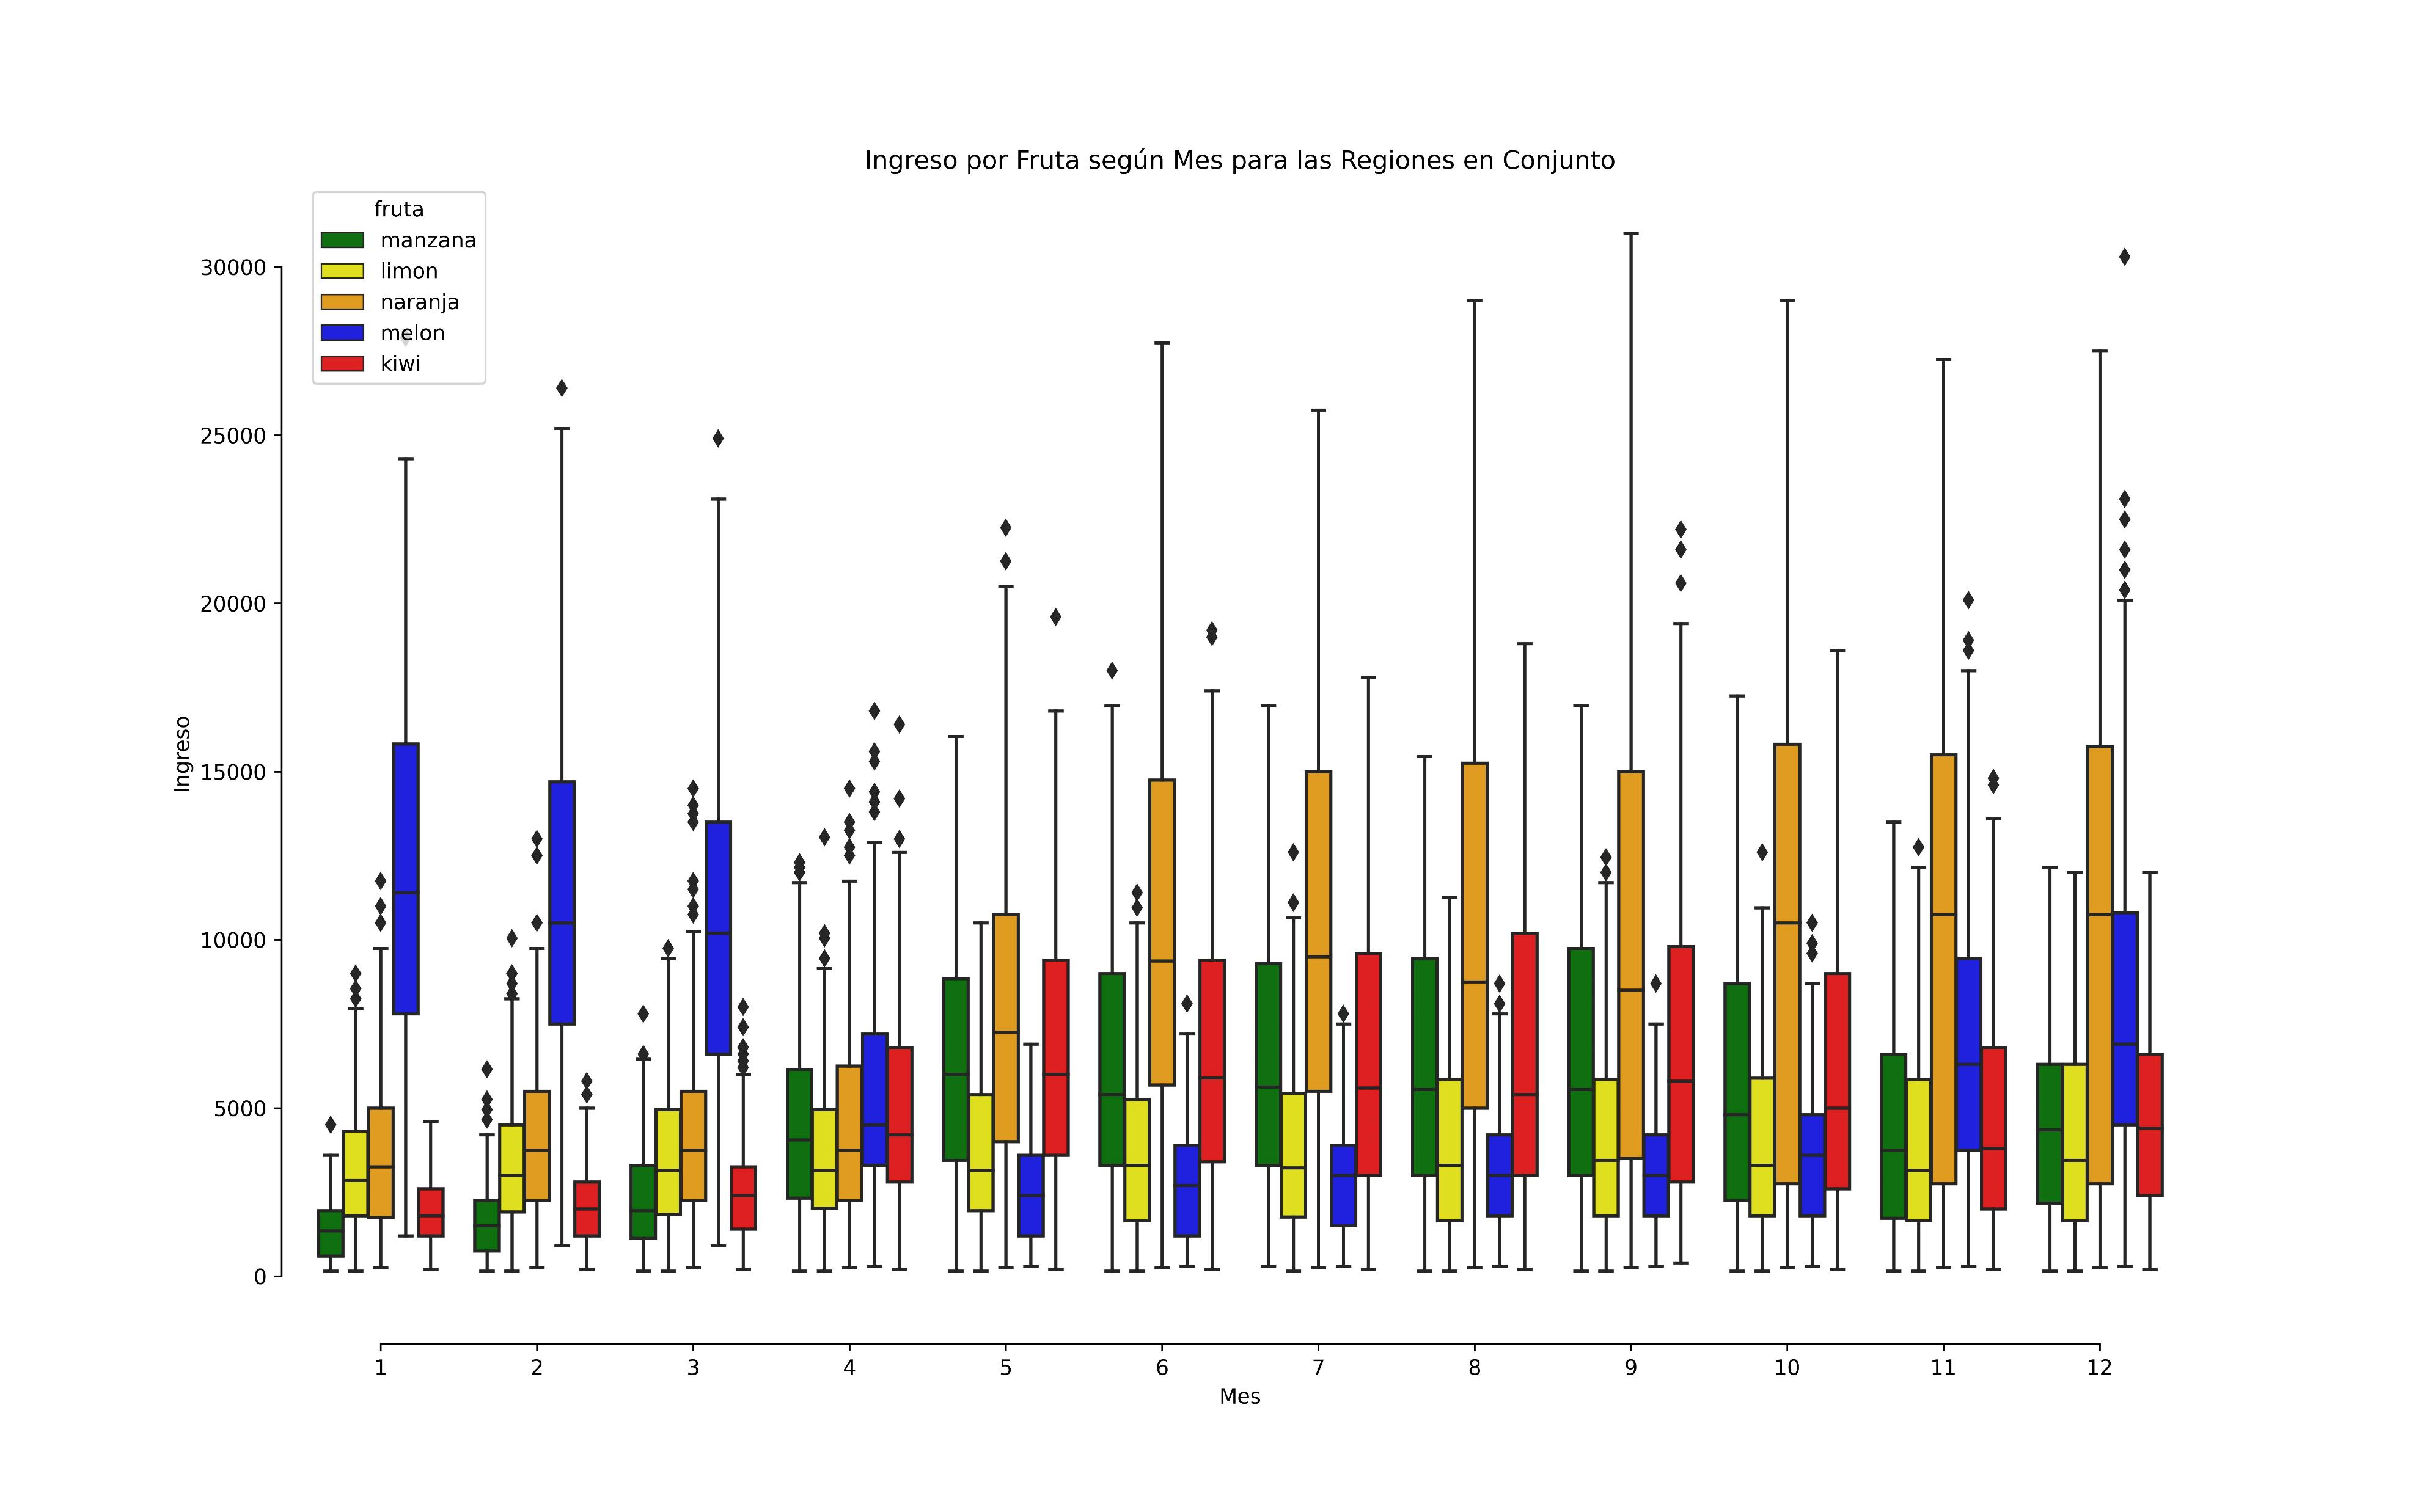 Ingreso por Fruta según Mes para las Regiones en Conjunto
fruta
manzana
limon
naranja
melon
kiwi
30000
25000
20000
15000
10000
5000
0
Ingreso
1 2 3 4 5 6 7 8 9 10 11 12
Mes